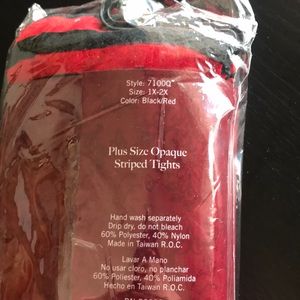 Style: 71000
Size: 1X-2X
Color: Black/Red
Plus Size Opaque
Striped Tights
Hand wash separately
Drip dry, do not bleach
60% Polyester, 40% Nylon
Made in Taiwan R.O.C.
Lavar A Mano
No usar cloro, no planchar
60% Poliester, 40% Poliamida
Hecho en Taiwan R.O.C.